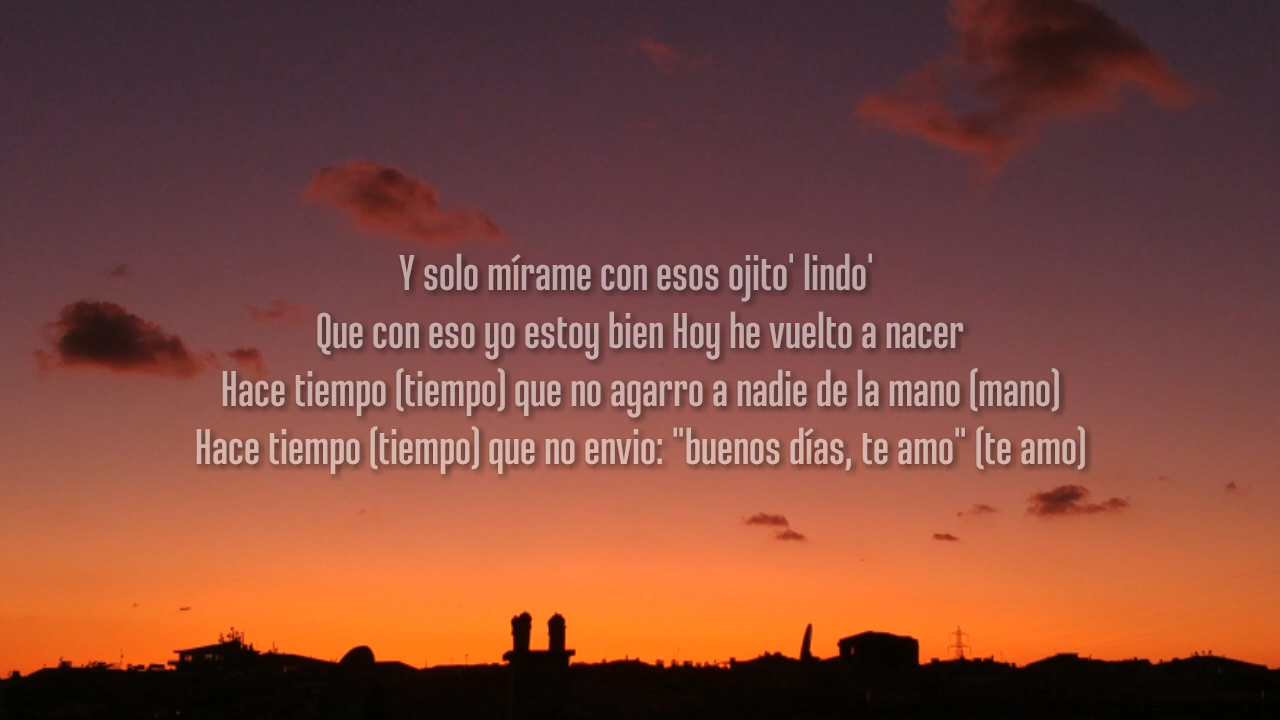 Y solo mírame con esos ojito' lindo'
Que con eso yo estoy bien Hoy he vuelto a nacer
Hace tiempo (tiempo) que no agarro a nadie de la mano (mano)
Hace tiempo (tiempo) que no envio: "buenos días, te amo" (te amo)